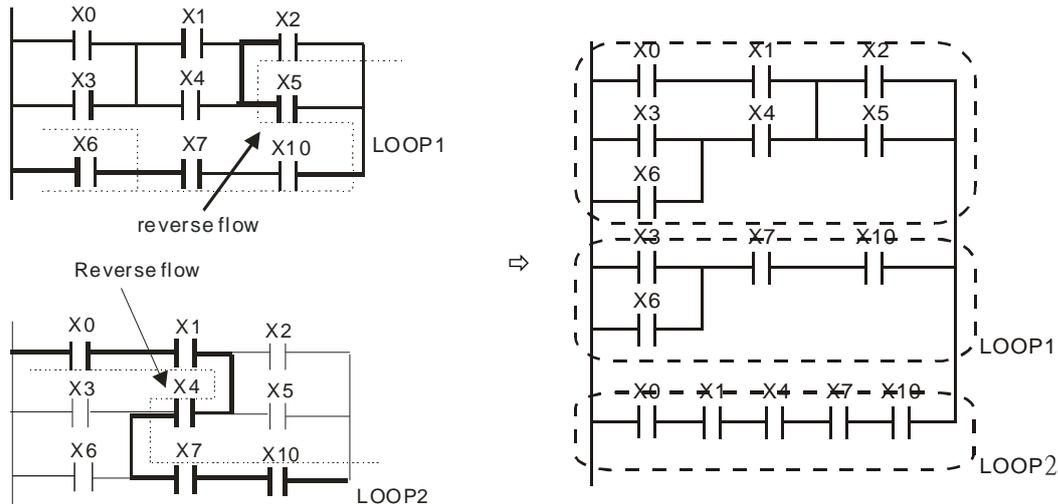 X0 X1 X2
X3 X4 X5
X6 X7 X10
LOOP1
reverse flow
Reverse flow
X0 X1 X2
X3 X4 X5
X6 X7 X10
LOOP2
⇨
X0 X1 X2
X3 X4 X5
X6
X3 X7 X10
X6
LOOP1
X0 X1 X4 X7 X10
LOOP2